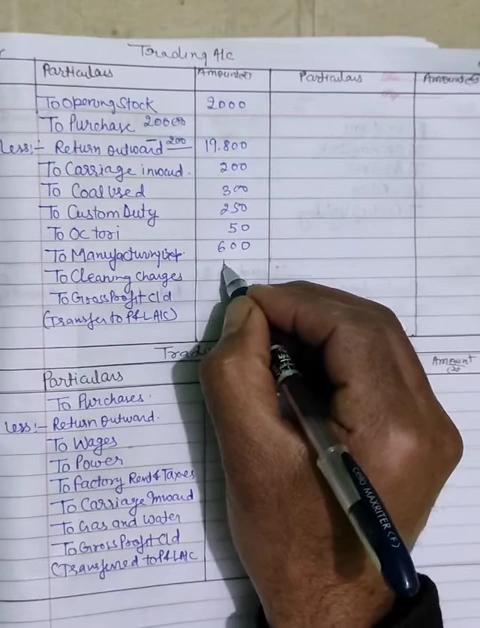 Trading A/c
Particulars Amount(₹) Particulars Amount(₹)
To Opening Stock 2000
To Purchase 20000
Less:- Return outward 200 19,800
To Carriage inward. 200
To Coal used 300
To Custom Duty 250
To Octori 50
To Manufacturing Exp. 600
To Cleaning charges
To Gross Profit C/d
(Transfer to P&L A/C)
Trading
Particulars Amount
To Purchases.
Less:- Return Outward.
To Wages
To Power
To Factory Rent & Taxes
To Carriage Inward
To Gas and Water
To Gross Profit C/d
(Transferred to P&L A/C
MAXRITER (F)